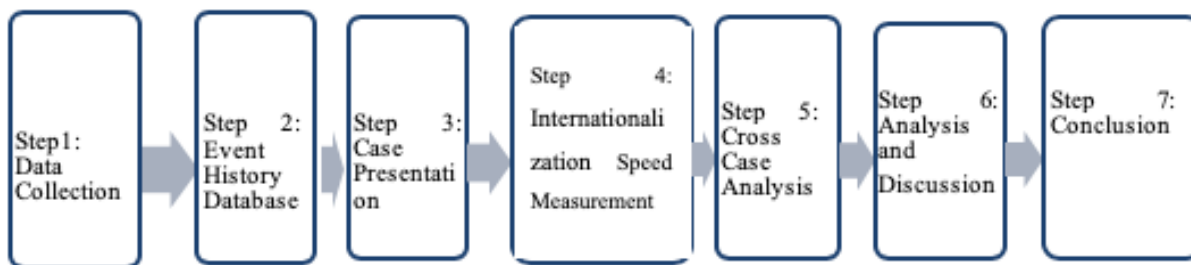 Step1:
Data
Collection
Step 2:
Event
History
Database
Step 3:
Case
Presentati
on
Step 4:
Internationali
zation Speed
Measurement
Step 5:
Cross
Case
Analysis
Step 6:
Analysis
and
Discussion
Step 7:
Conclusion